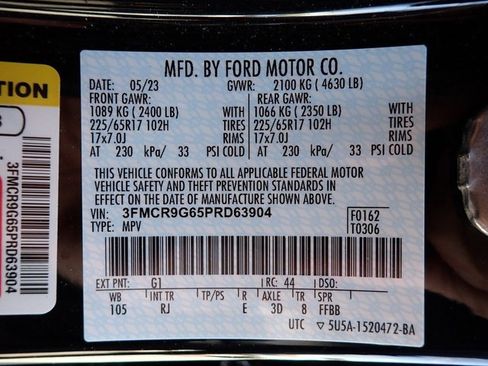 MFD. BY FORD MOTOR CO.
DATE: 05/23 GVWR: 2100 KG ( 4630 LB)
FRONT GAWR: REAR GAWR:
1089 KG ( 2400 LB) WITH 1066 KG ( 2350 LB) WITH
225/65R17 102H TIRES 225/65R17 102H TIRES
17x7.0J RIMS 17x7.0J RIMS
AT 230 kPa/ 33 PSI COLD AT 230 kPa/ 33 PSI COLD
THIS VEHICLE CONFORMS TO ALL APPLICABLE FEDERAL MOTOR
VEHICLE SAFETY AND THEFT PREVENTION STANDARDS IN
EFFECT ON THE DATE OF MANUFACTURE SHOWN ABOVE.
VIN: 3FMCR9G65PRD63904 F0162
TYPE: MPV T0306
EXT PNT: G1 RC: 44 DSO:
WB INT TR TP/PS R AXLE TR SPR
105 RJ E 3D 8 FFBB
UTC 5U5A-1520472-BA
TION
3FMCR9G65PRD63904